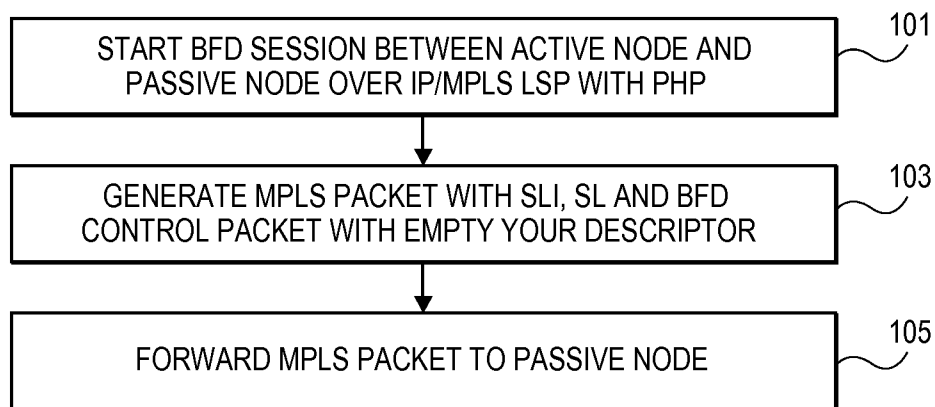 START BFD SESSION BETWEEN ACTIVE NODE AND
PASSIVE NODE OVER IP/MPLS LSP WITH PHP
101
GENERATE MPLS PACKET WITH SLI, SL AND BFD
CONTROL PACKET WITH EMPTY YOUR DESCRIPTOR
103
FORWARD MPLS PACKET TO PASSIVE NODE
105